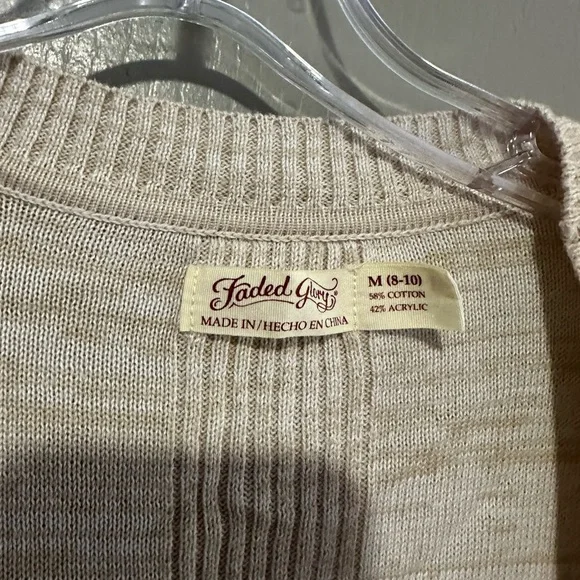 Faded Glory
MADE IN/HECHO EN CHINA
M (8-10)
58% COTTON
42% ACRYLIC